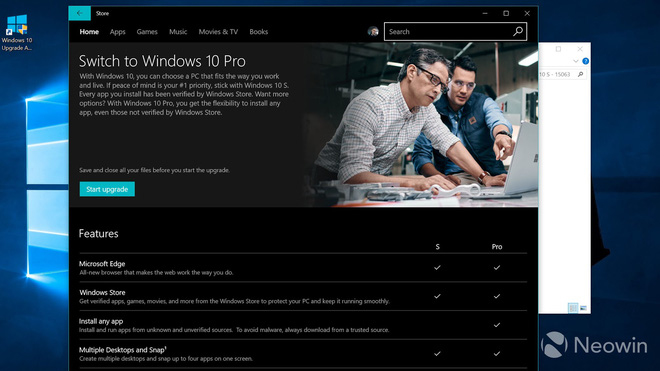 Store
Windows 10
Upgrade A...
Home Apps Games Music Movies & TV Books
Search
Switch to Windows 10 Pro
With Windows 10, you can choose a PC that fits the way you work
and live. If peace of mind is your #1 priority, stick with Windows 10 S.
Every app you install has been verified by Windows Store. Want more
options? With Windows 10 Pro, you get the flexibility to install any
app, even those not verified by Windows Store.
10 S - 15063
Save and close all your files before you start the upgrade.
Start upgrade
Features
S Pro
Microsoft Edge
All-new browser that makes the web work the way you do.
Windows Store
Get verified apps, games, movies, and more from the Windows Store to protect your PC and keep it running smoothly.
Install any app
Install and run apps from unknown and unverified sources. To avoid malware, always download from a trusted source.
Multiple Desktops and Snap¹
Create multiple desktops and snap up to four apps on one screen.
Neowin